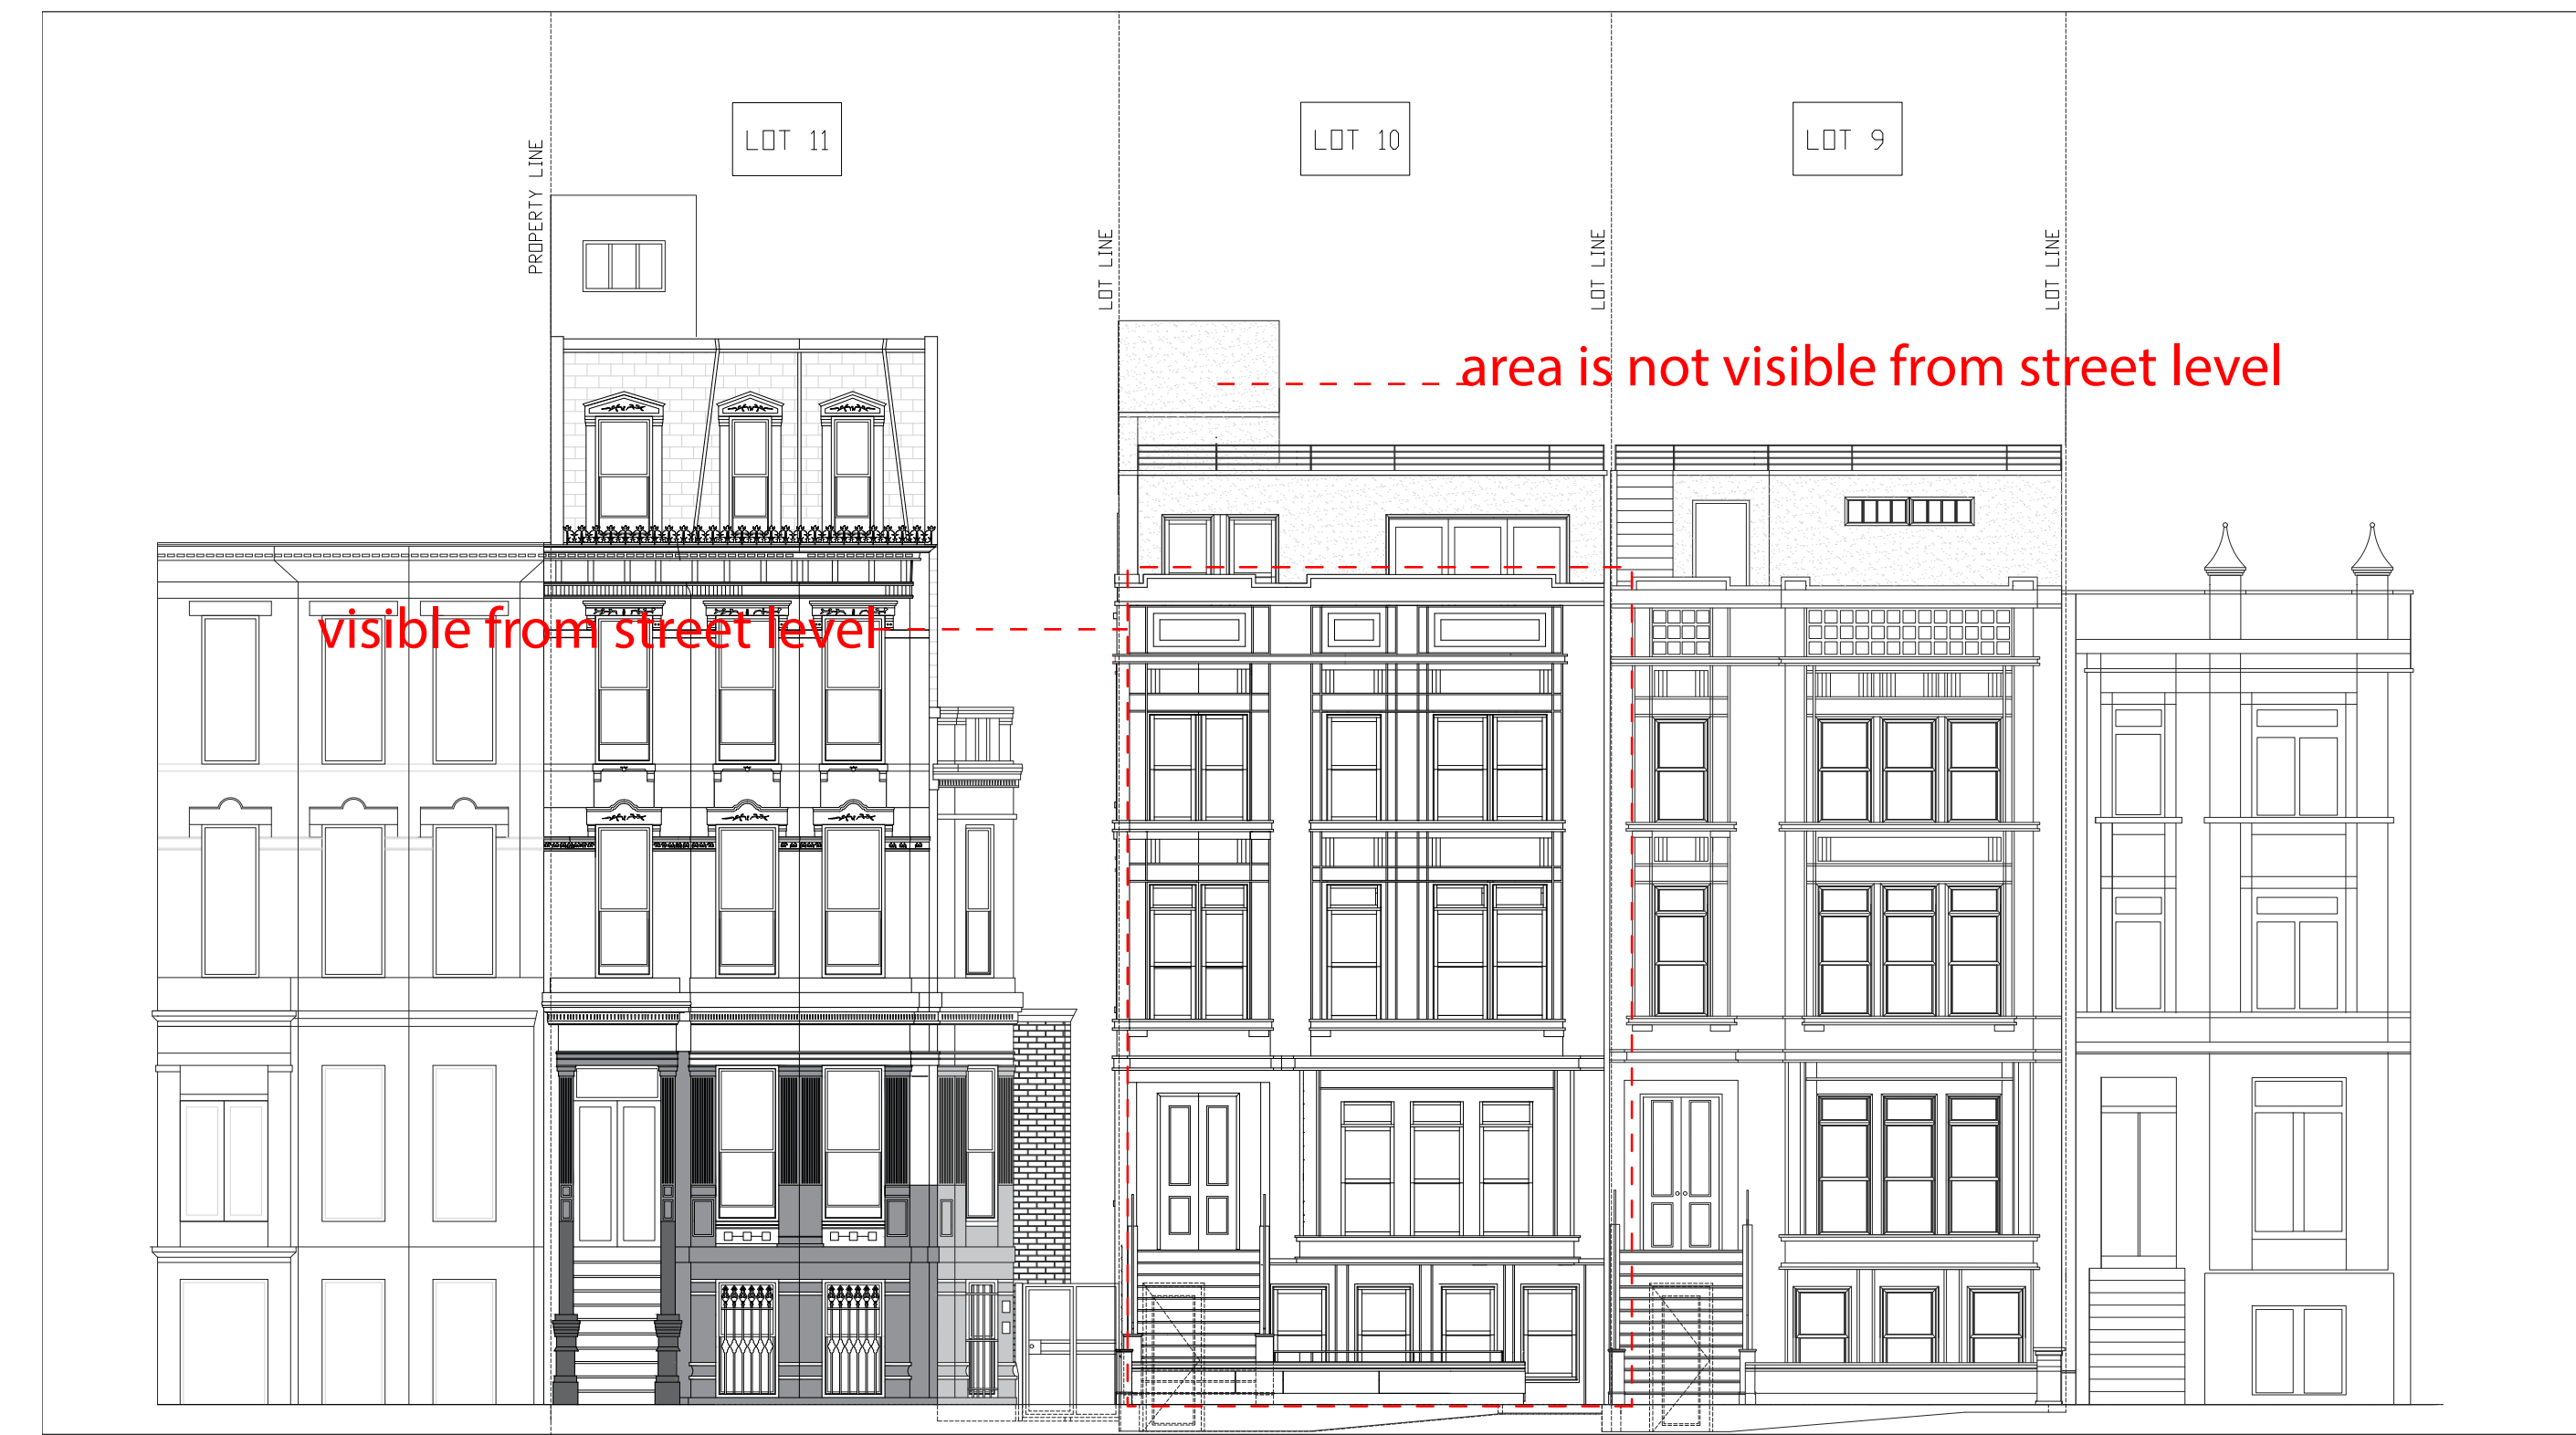 LOT 11
LOT 10
LOT 9
PROPERTY LINE
LOT LINE
LOT LINE
LOT LINE
area is not visible from street level
visible from street level